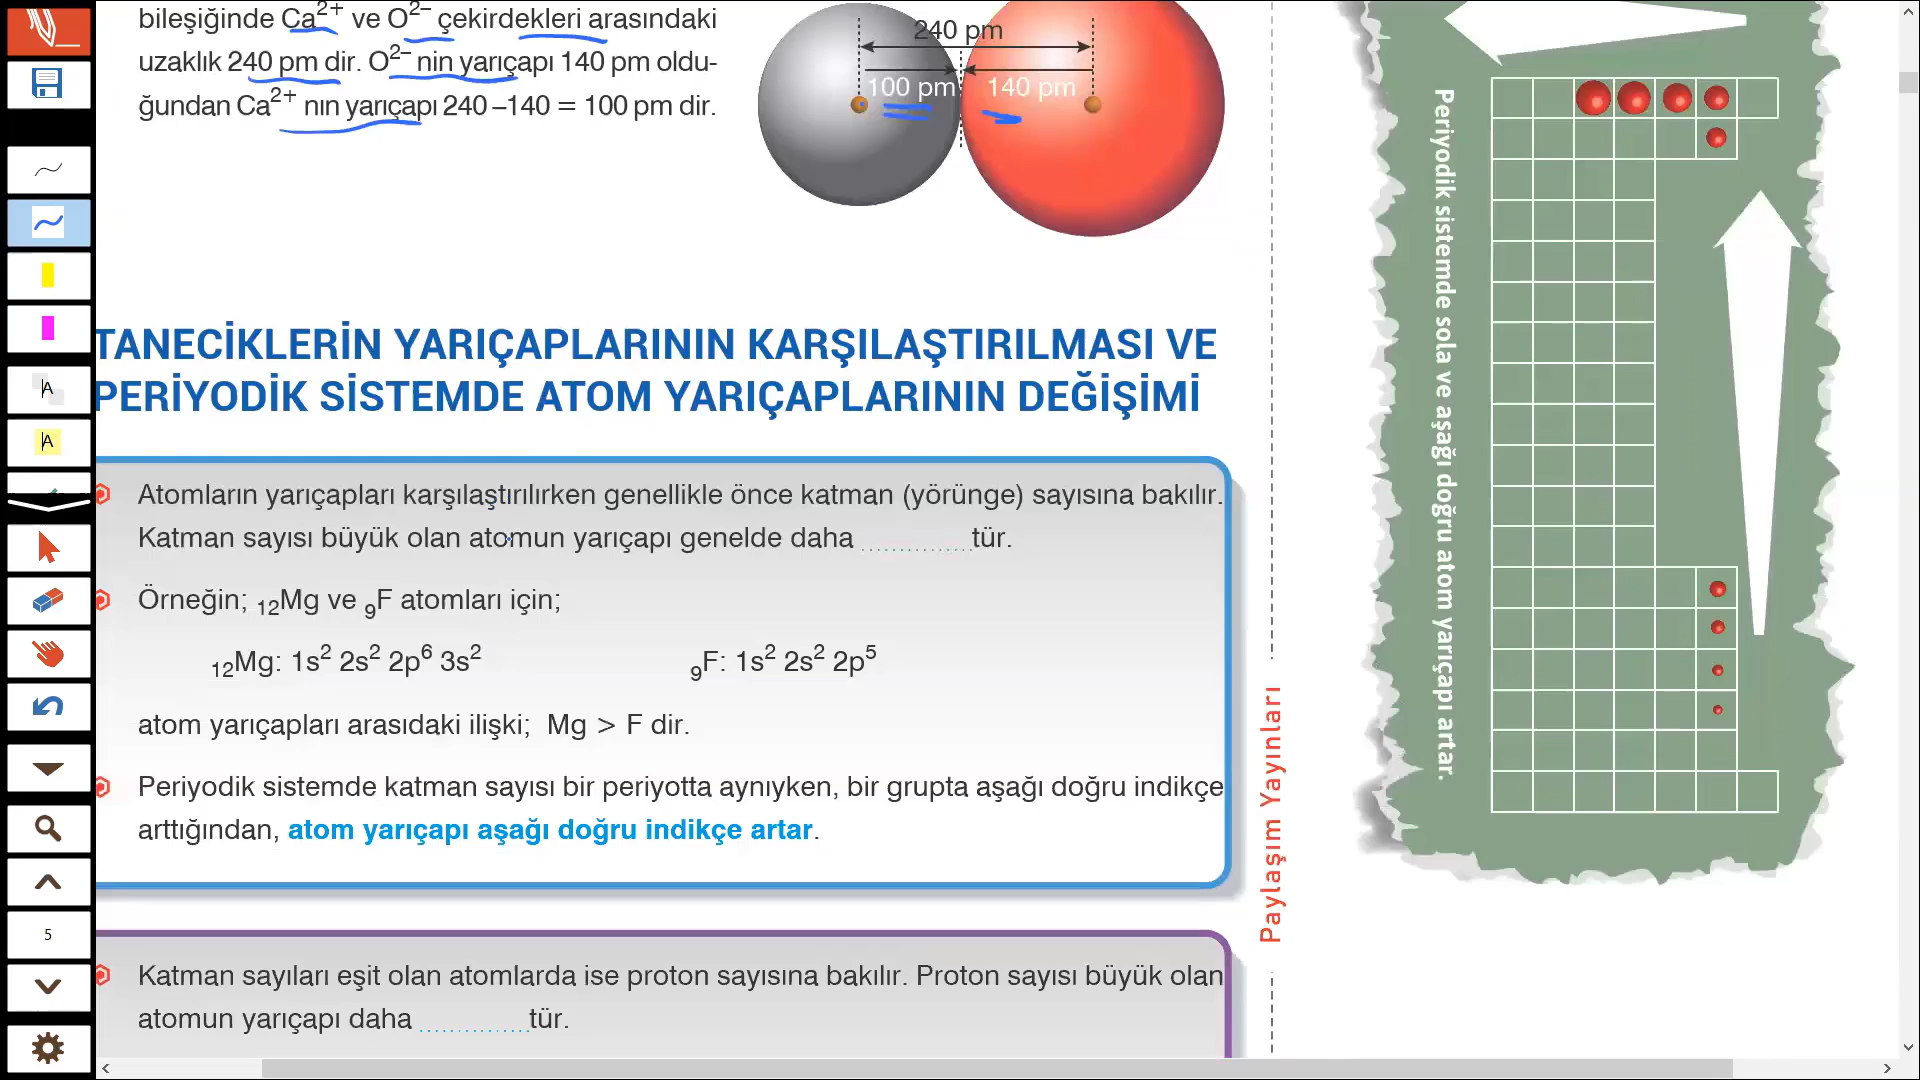 bileşiğinde Ca2+ ve O2– çekirdekleri arasındaki
uzaklık 240 pm dir. O2– nin yarıçapı 140 pm oldu-
ğundan Ca2+ nın yarıçapı 240 –140 = 100 pm dir.
240 pm
100 pm
140 pm
TANECİKLERİN YARIÇAPLARININ KARŞILAŞTIRILMASI VE
PERİYODİK SİSTEMDE ATOM YARIÇAPLARININ DEĞİŞİMİ
Atomların yarıçapları karşılaştırılırken genellikle önce katman (yörünge) sayısına bakılır.
Katman sayısı büyük olan atomun yarıçapı genelde daha .............tür.
Örneğin; 12Mg ve 9F atomları için;
12Mg: 1s2 2s2 2p6 3s2
9F: 1s2 2s2 2p5
atom yarıçapları arasıdaki ilişki; Mg > F dir.
Periyodik sistemde katman sayısı bir periyotta aynıyken, bir grupta aşağı doğru indikçe
arttığından, atom yarıçapı aşağı doğru indikçe artar.
Katman sayıları eşit olan atomlarda ise proton sayısına bakılır. Proton sayısı büyük olan
atomun yarıçapı daha .............tür.
Paylaşım Yayınları
Periyodik sistemde sola ve aşağı doğru atom yarıçapı artar.
A
A
5